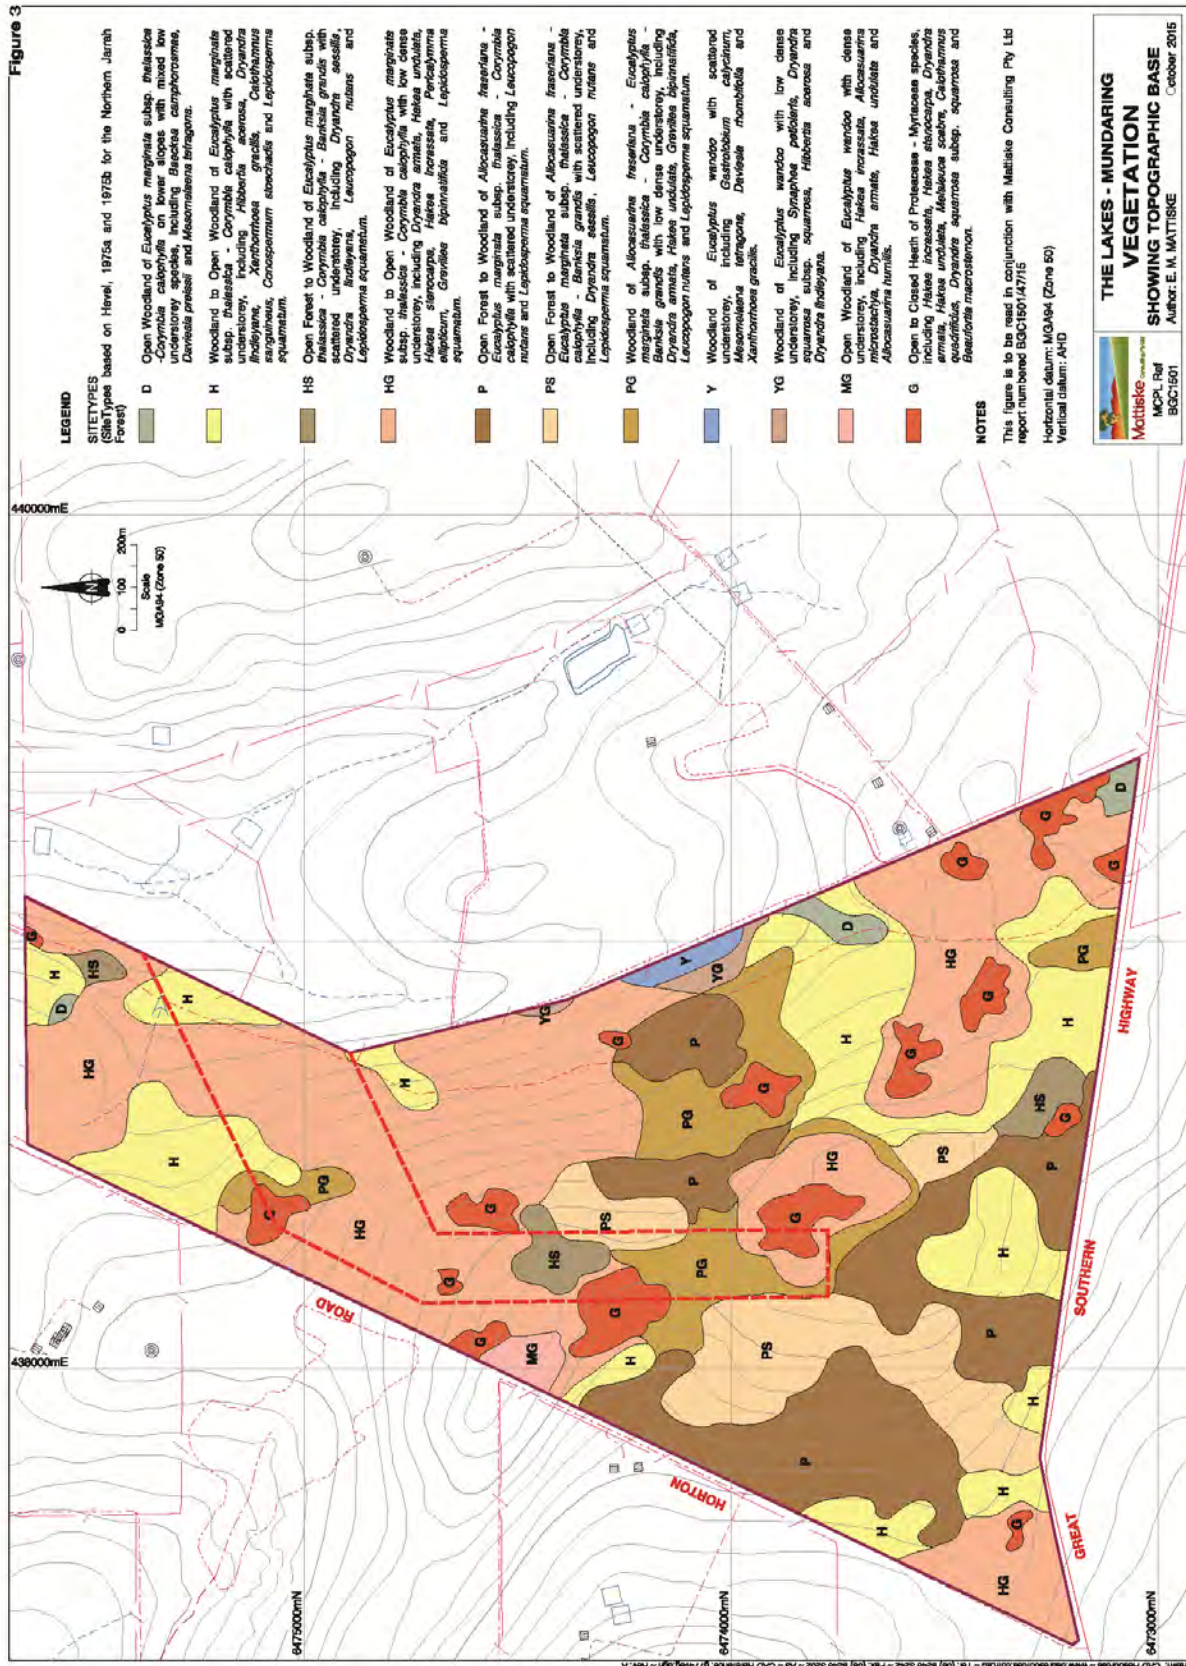 Figure 3
440000mE
438000mE
6475000mN
6474000mN
6473000mN
0 100 200m
Scale
MGA94 (Zone 50)
N
HORTON
ROAD
GREAT
SOUTHERN
HIGHWAY
G
H
HS
D
HG
H
H
PG
G
HG
H
YG
Y
YG
D
G
G
HS
PS
G
G
MG
G
H
PG
P
P
PG
G
G
HG
G
PS
PS
P
H
HG
G
G
G
G
G
D
PG
H
HS
G
P
H
P
H
P
H
H
G
HG
LEGEND
SITETYPES
(SiteTypes based on Havel, 1975a and 1975b for the Northern Jarrah
Forest)
D Open Woodland of Eucalyptus marginata subsp. thalassica
-Corymbia calophylla on lower slopes with mixed low
understorey species, including Baeckea camphorosmae,
Daviesia preissii and Mesomelaena tetragona.
H Woodland to Open Woodland of Eucalyptus marginata
subsp. thalassica - Corymbia calophylla with scattered
understorey, including Hibbertia acerosa, Dryandra
lindleyana, Xanthorrhoea gracilis, Calothamnus
sanguineus, Conospermum stoechadis and Lepidosperma
squamatum.
HS Open Forest to Woodland of Eucalyptus marginata subsp.
thalassica - Corymbia calophylla - Banksia grandis with
scattered understorey, including Dryandra sessilis,
Dryandra lindleyana, Leucopogon nutans and
Lepidosperma squamatum.
HG Woodland to Open Woodland of Eucalyptus marginata
subsp. thalassica - Corymbia calophylla with low dense
understorey, including Dryandra armata, Hakea undulata,
Hakea stenocarpa, Hakea incrassata, Pericalymma
ellipticum, Grevillea bipinnatifida and Lepidosperma
squamatum.
P Open Forest to Woodland of Allocasuarina fraseriana -
Eucalyptus marginata subsp. thalassica - Corymbia
calophylla with scattered understorey, including Leucopogon
nutans and Lepidosperma squamatum.
PS Open Forest to Woodland of Allocasuarina fraseriana -
Eucalyptus marginata subsp. thalassica - Corymbia
calophylla - Banksia grandis with scattered understorey,
including Dryandra sessilis, Leucopogon nutans and
Lepidosperma squamatum.
PG Woodland of Allocasuarina fraseriana - Eucalyptus
marginata subsp. thalassica - Corymbia calophylla -
Banksia grandis with low dense understorey, including
Dryandra armata, Hakea undulata, Grevillea bipinnatifida,
Leucopogon nutans and Lepidosperma squamatum.
Y Woodland of Eucalyptus wandoo with scattered
understorey, including Gastrolobium calycinum,
Mesomelaena tetragona, Daviesia rhombifolia and
Xanthorrhoea gracilis.
YG Woodland of Eucalyptus wandoo with low dense
understorey, including Synaphea petiolaris, Dryandra
squarrosa subsp. squarrosa, Hibbertia acerosa and
Dryandra lindleyana.
MG Open Woodland of Eucalyptus wandoo with dense
understorey, including Hakea incrassata, Allocasuarina
microstachya, Dryandra armata, Hakea undulata and
Allocasuarina humilis.
G Open to Closed Heath of Proteaceae - Myrtaceae species,
including Hakea incrassata, Hakea stenocarpa, Dryandra
armata, Hakea undulata, Melaleuca scabra, Calothamnus
quadrifidus, Dryandra squarrosa subsp. squarrosa and
Beaufortia macrostemon.
NOTES
This figure is to be read in conjunction with Mattiske Consulting Pty Ltd
report numbered BGC1501/47/15
Horizontal datum: MGA94 (Zone 50)
Vertical datum: AHD
Mattiske
MCPL Ref
BGC1501
THE LAKES - MUNDARING
VEGETATION
SHOWING TOPOGRAPHIC BASE
Author: E. M. MATTISKE October 2015